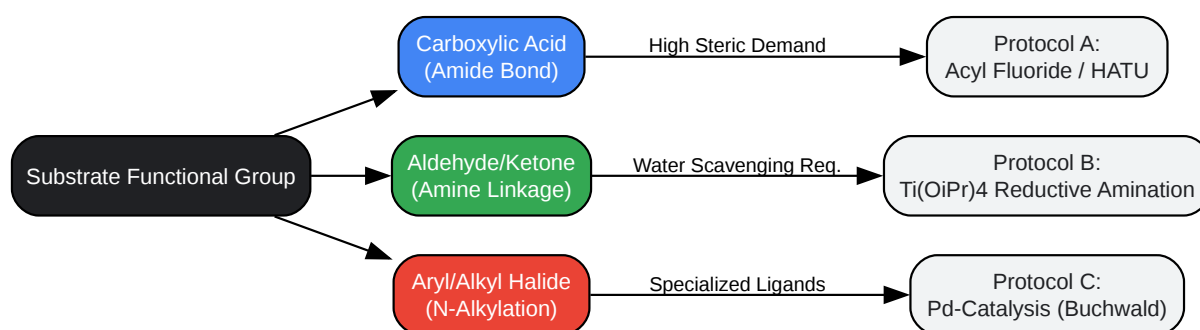 Substrate Functional Group
Carboxylic Acid
(Amide Bond)
High Steric Demand
Protocol A:
Acyl Fluoride / HATU
Aldehyde/Ketone
(Amine Linkage)
Water Scavenging Req.
Protocol B:
Ti(OiPr)4 Reductive Amination
Aryl/Alkyl Halide
(N-Alkylation)
Specialized Ligands
Protocol C:
Pd-Catalysis (Buchwald)